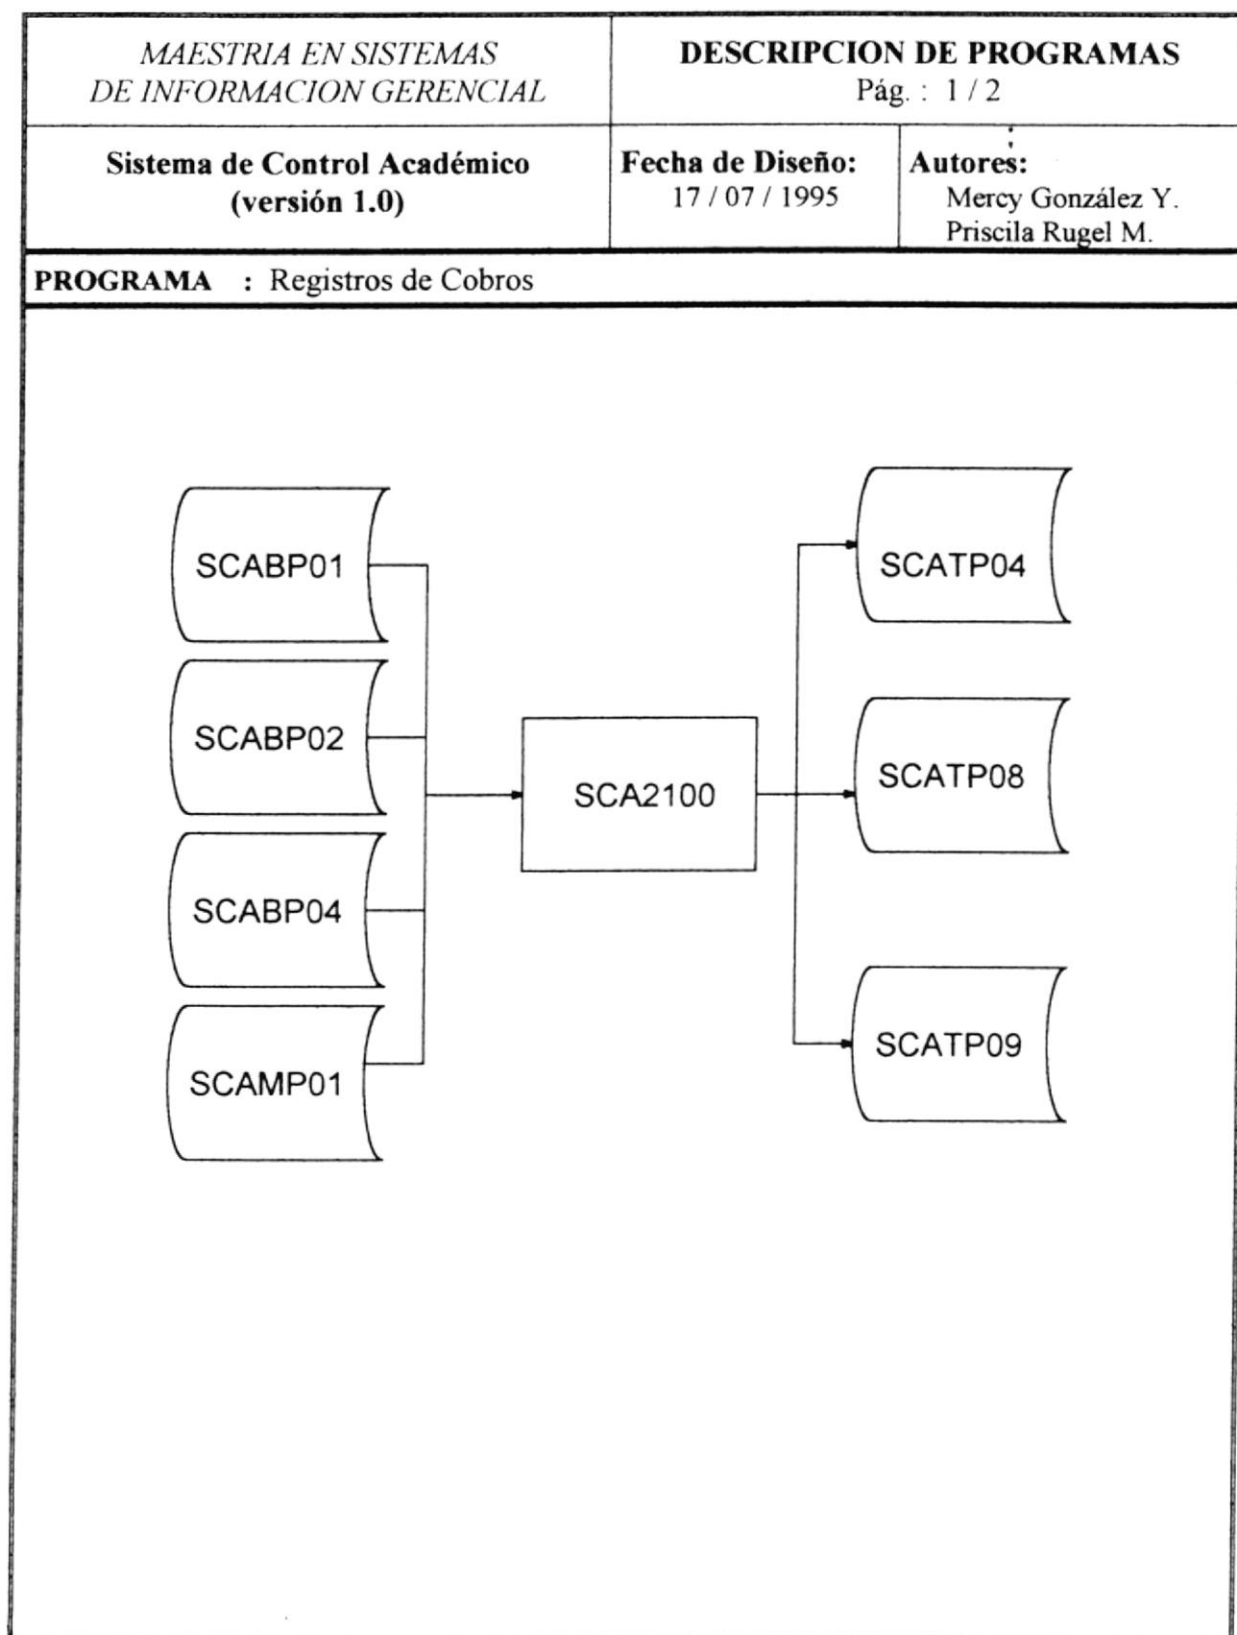 MAESTRIA EN SISTEMAS
DE INFORMACION GERENCIAL
DESCRIPCION DE PROGRAMAS
Pág. : 1 / 2
Sistema de Control Académico
(versión 1.0)
Fecha de Diseño:
17 / 07 / 1995
Autores:
Mercy González Y.
Priscila Rugel M.
PROGRAMA : Registros de Cobros
SCABP01
SCABP02
SCABP04
SCAMP01
SCA2100
SCATP04
SCATP08
SCATP09